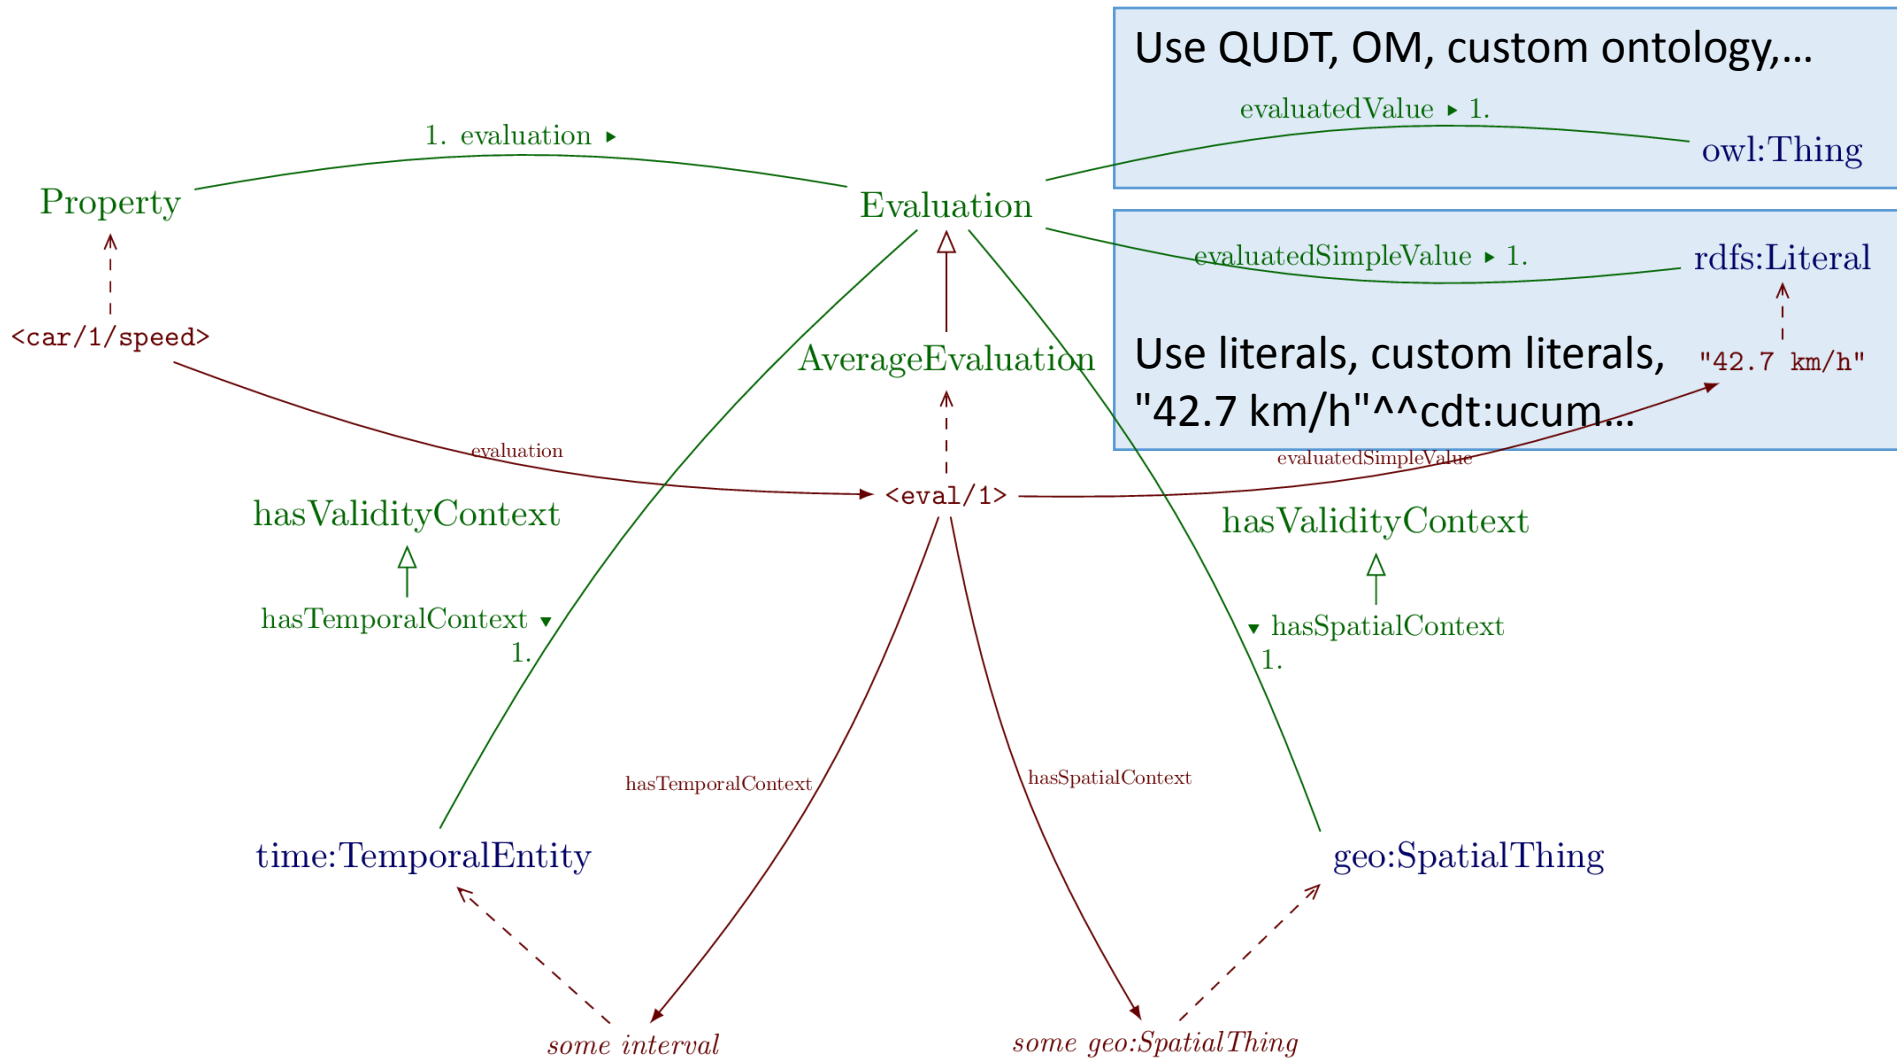 Use QUDT, OM, custom ontology,...
evaluatedValue ▸ 1.
owl:Thing
1. evaluation ▸
Property
Evaluation
evaluatedSimpleValue ▸ 1.
rdfs:Literal
<car/1/speed>
AverageEvaluation
Use literals, custom literals,
"42.7 km/h"
"42.7 km/h"^^cdt:ucum...
evaluation
evaluatedSimpleValue
<eval/1>
hasValidityContext
hasValidityContext
hasTemporalContext ▾
1.
▾ hasSpatialContext
1.
hasTemporalContext
hasSpatialContext
time:TemporalEntity
geo:SpatialThing
some interval
some geo:SpatialThing